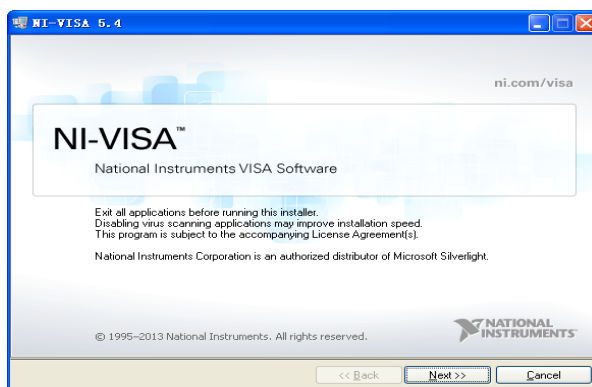 NI-VISA 5.4
ni.com/visa
NI-VISA™
National Instruments VISA Software
Exit all applications before running this installer.
Disabling virus scanning applications may improve installation speed.
This program is subject to the accompanying License Agreement(s).
National Instruments Corporation is an authorized distributor of Microsoft Silverlight.
© 1995–2013 National Instruments. All rights reserved.
NATIONAL
INSTRUMENTS™
<< Back
Next >>
Cancel